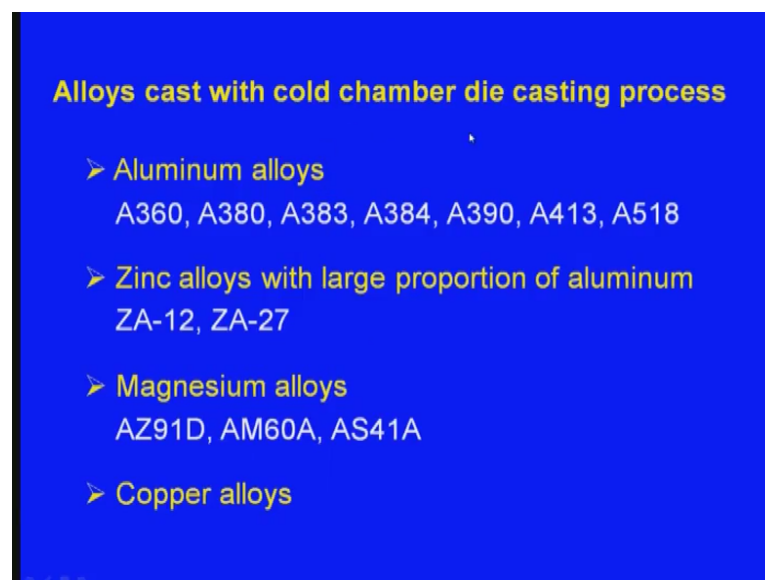 Alloys cast with cold chamber die casting process
➢ Aluminum alloys
A360, A380, A383, A384, A390, A413, A518
➢ Zinc alloys with large proportion of aluminum
ZA-12, ZA-27
➢ Magnesium alloys
AZ91D, AM60A, AS41A
➢ Copper alloys